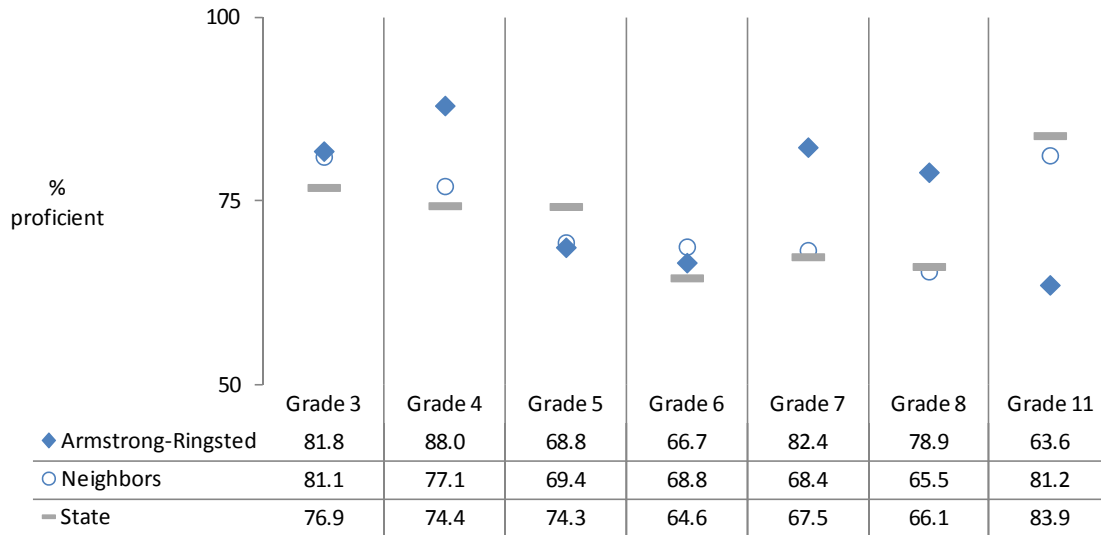 100
75
%
proficient
50
Grade 3 Grade 4 Grade 5 Grade 6 Grade 7 Grade 8 Grade 11
Armstrong-Ringsted 81.8 88.0 68.8 66.7 82.4 78.9 63.6
Neighbors 81.1 77.1 69.4 68.8 68.4 65.5 81.2
State 76.9 74.4 74.3 64.6 67.5 66.1 83.9